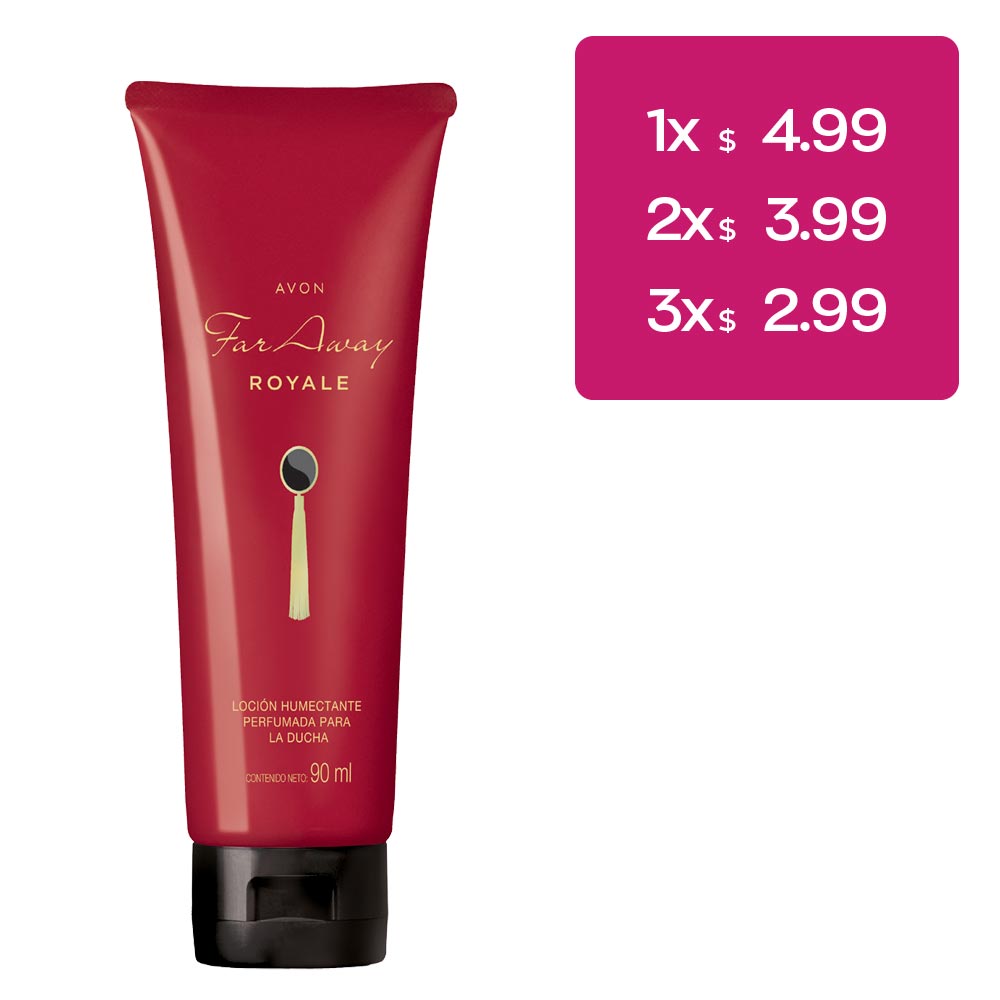 AVON
Far Away
ROYALE
LOCIÓN HUMECTANTE
PERFUMADA PARA
LA DUCHA
CONTENIDO NETO: 90 ml
1x $ 4.99
2x $ 3.99
3x $ 2.99